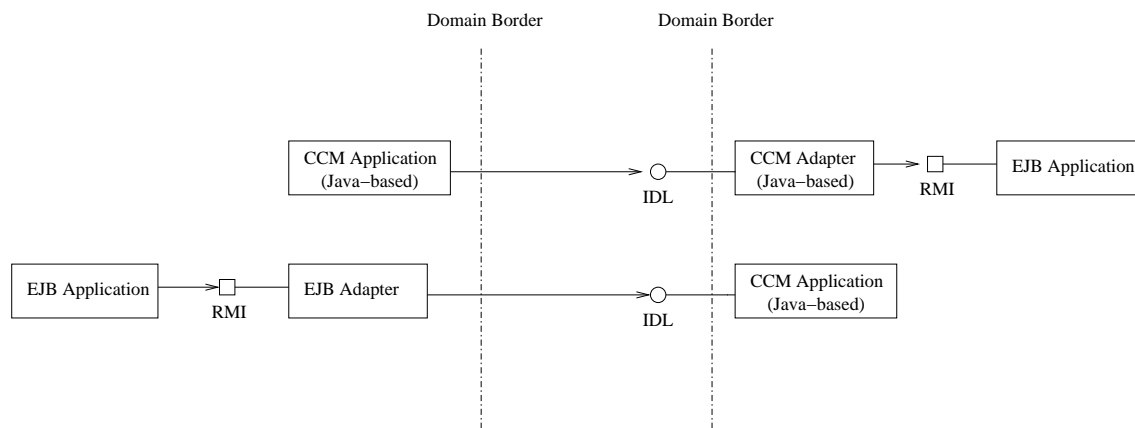 Domain Border
Domain Border
CCM Application
(Java−based)
IDL
CCM Adapter
(Java−based)
RMI
EJB Application
EJB Application
RMI
EJB Adapter
IDL
CCM Application
(Java−based)